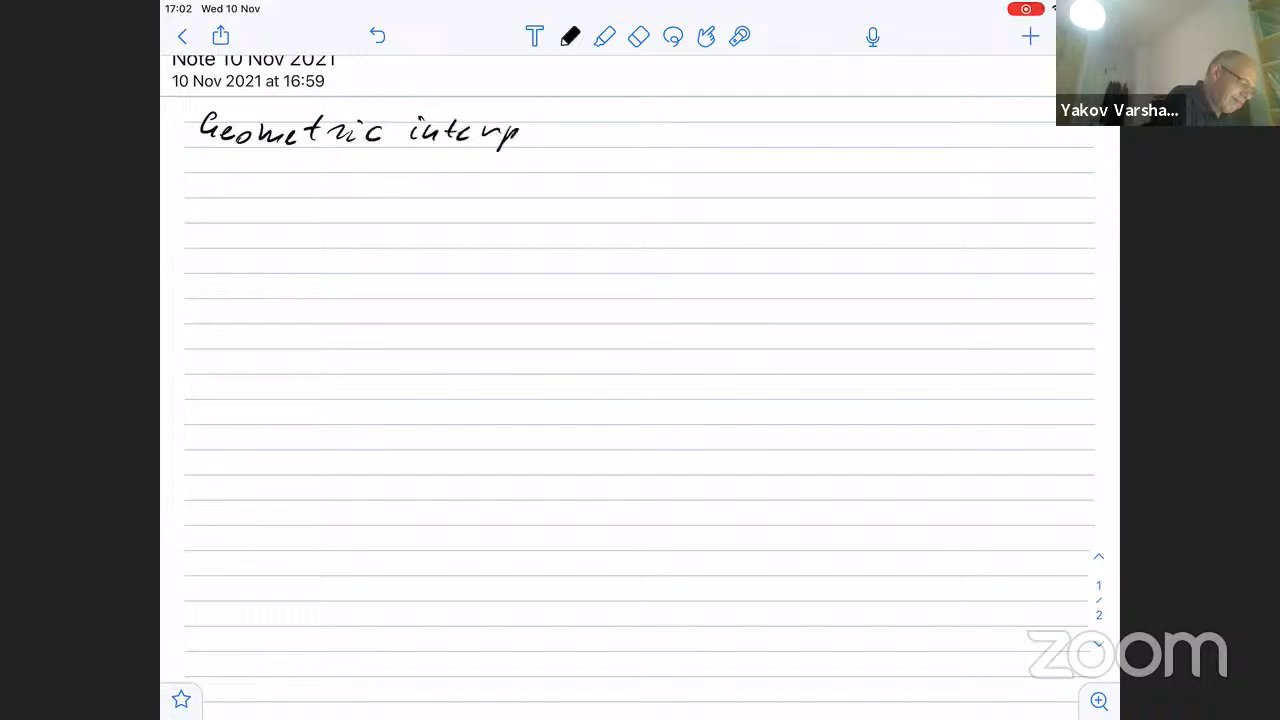 17:02 Wed 10 Nov
Note 10 Nov 2021
10 Nov 2021 at 16:59
Geometric interp
Yakov Varsha...
1
2
zoom